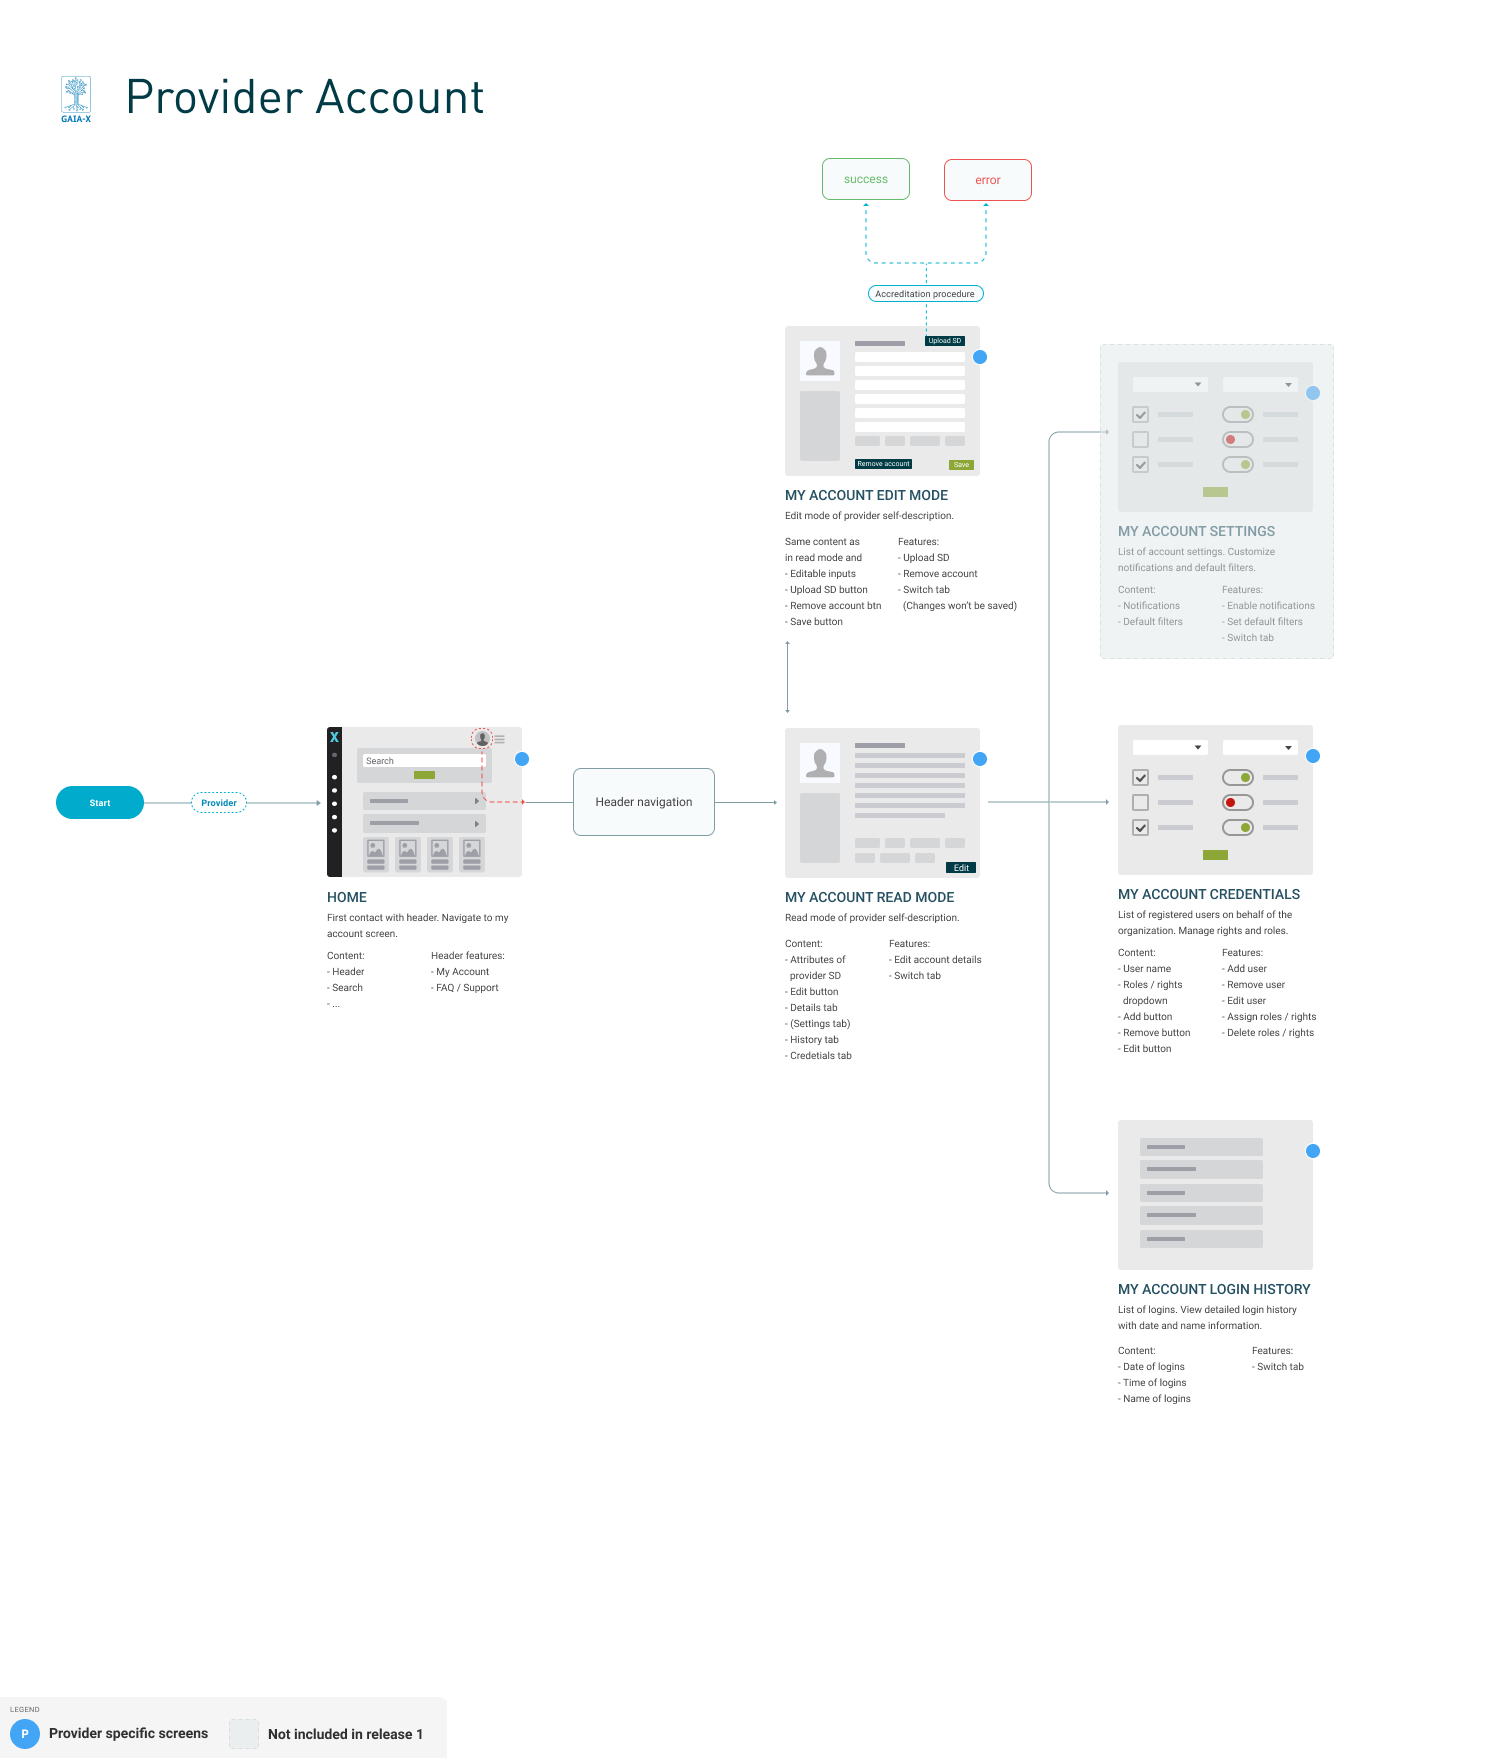 GAIA-X
Provider Account
success
error
Accreditation procedure
Upload SD
Remove account
Save
MY ACCOUNT EDIT MODE
Edit mode of provider self-description.
Same content as
in read mode and
- Editable inputs
- Upload SD button
- Remove account btn
- Save button
Features:
- Upload SD
- Remove account
- Switch tab
(Changes won't be saved)
MY ACCOUNT SETTINGS
List of account settings. Customize
notifications and default filters.
Content:
- Notifications
- Default filters
Features:
- Enable notifications
- Set default filters
- Switch tab
Start
Provider
X
Search
HOME
First contact with header. Navigate to my
account screen.
Content:
- Header
- Search
- ...
Header features:
- My Account
- FAQ / Support
Header navigation
Edit
MY ACCOUNT READ MODE
Read mode of provider self-description.
Content:
- Attributes of
provider SD
- Edit button
- Details tab
- (Settings tab)
- History tab
- Credetials tab
Features:
- Edit account details
- Switch tab
MY ACCOUNT CREDENTIALS
List of registered users on behalf of the
organization. Manage rights and roles.
Content:
- User name
- Roles / rights
dropdown
- Add button
- Remove button
- Edit button
Features:
- Add user
- Remove user
- Edit user
- Assign roles / rights
- Delete roles / rights
MY ACCOUNT LOGIN HISTORY
List of logins. View detailed login history
with date and name information.
Content:
- Date of logins
- Time of logins
- Name of logins
Features:
- Switch tab
LEGEND
P
Provider specific screens
Not included in release 1